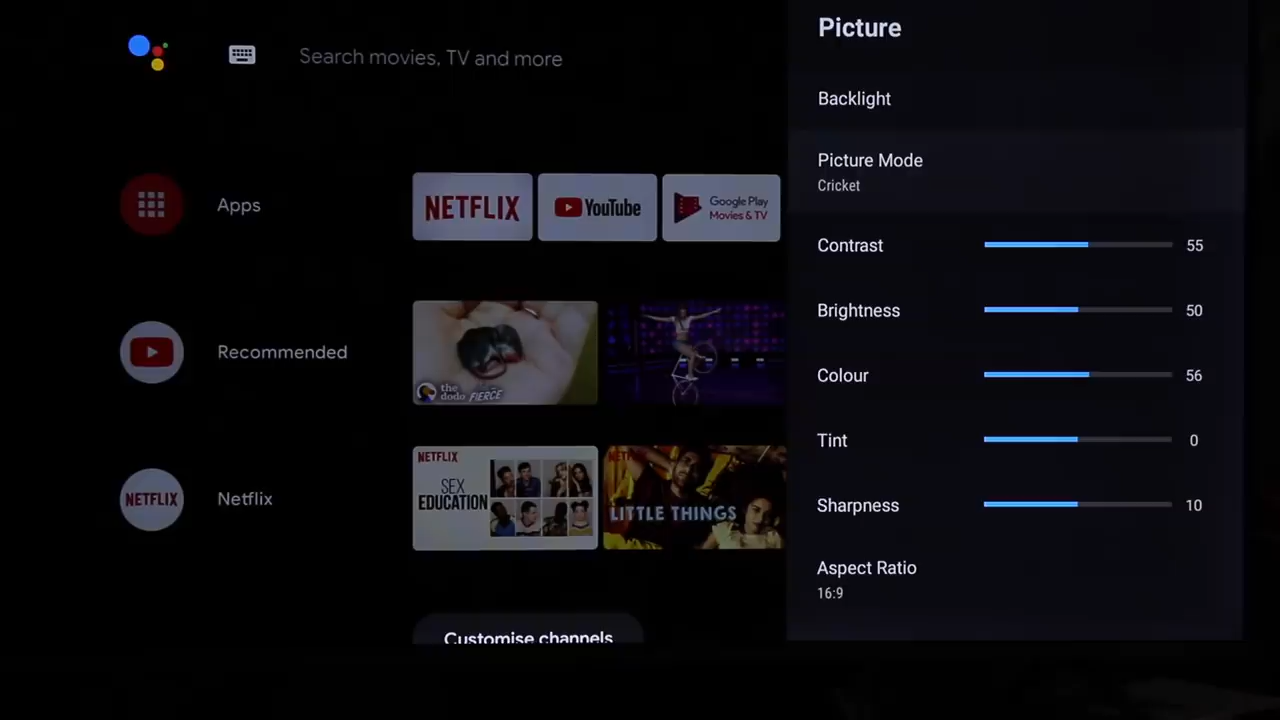 Search movies, TV and more
Apps
NETFLIX
YouTube
Google Play
Movies & TV
Recommended
the
dodo FIERCE
NETFLIX
Netflix
NETFLIX
SEX
EDUCATION
LITTLE THINGS
Customise channels
Picture
Backlight
Picture Mode
Cricket
Contrast 55
Brightness 50
Colour 56
Tint 0
Sharpness 10
Aspect Ratio
16:9